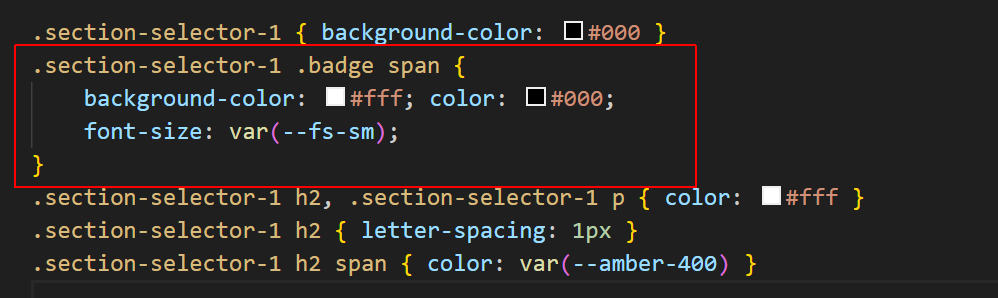 .section-selector-1 { background-color: #000 }
.section-selector-1 .badge span {
    background-color: #fff; color: #000;
    font-size: var(--fs-sm);
}
.section-selector-1 h2, .section-selector-1 p { color: #fff }
.section-selector-1 h2 { letter-spacing: 1px }
.section-selector-1 h2 span { color: var(--amber-400) }